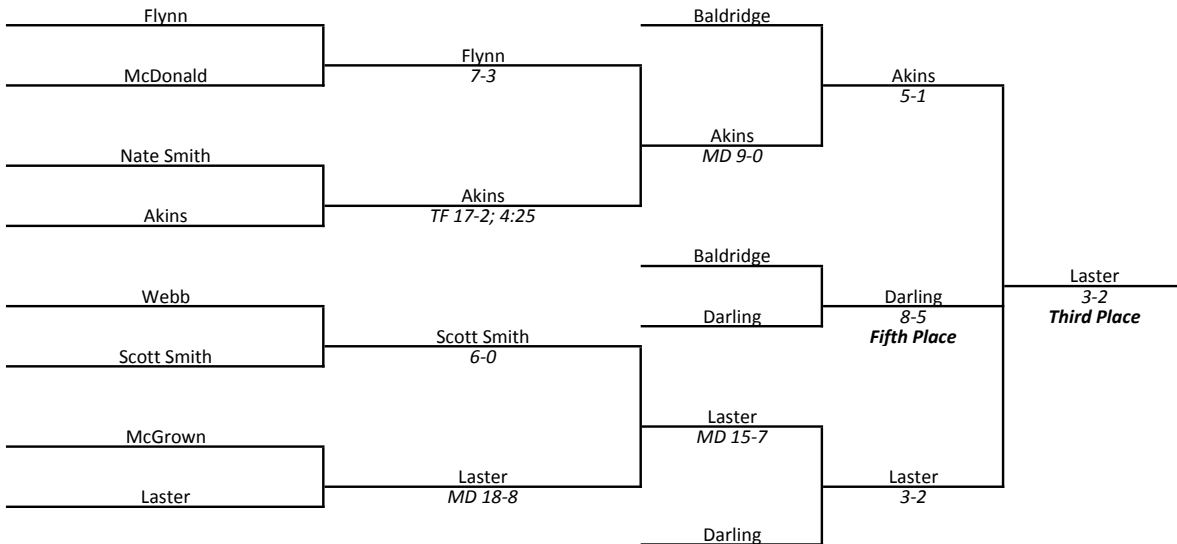 Flynn
Baldridge
Flynn
7-3
McDonald
Akins
5-1
Akins
MD 9-0
Nate Smith
Akins
TF 17-2; 4:25
Akins
Baldridge
Laster
3-2
Third Place
Webb
Darling
8-5
Fifth Place
Darling
Scott Smith
6-0
Scott Smith
Laster
MD 15-7
McGrown
Laster
MD 18-8
Laster
3-2
Laster
Darling